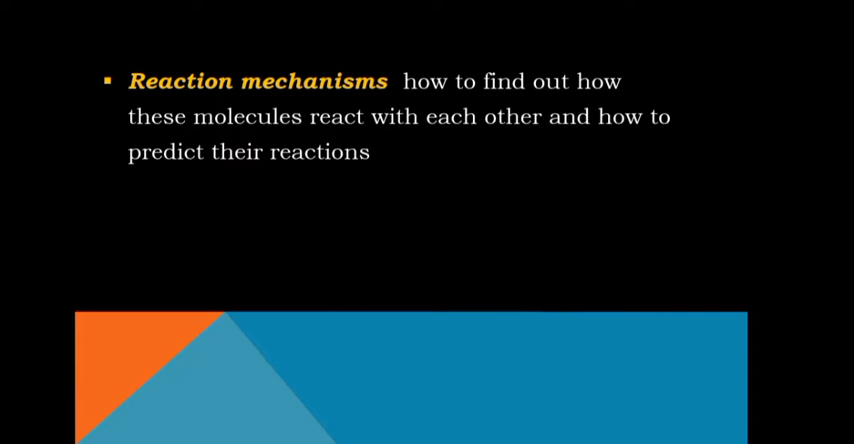 ▪ Reaction mechanisms how to find out how
these molecules react with each other and how to
predict their reactions